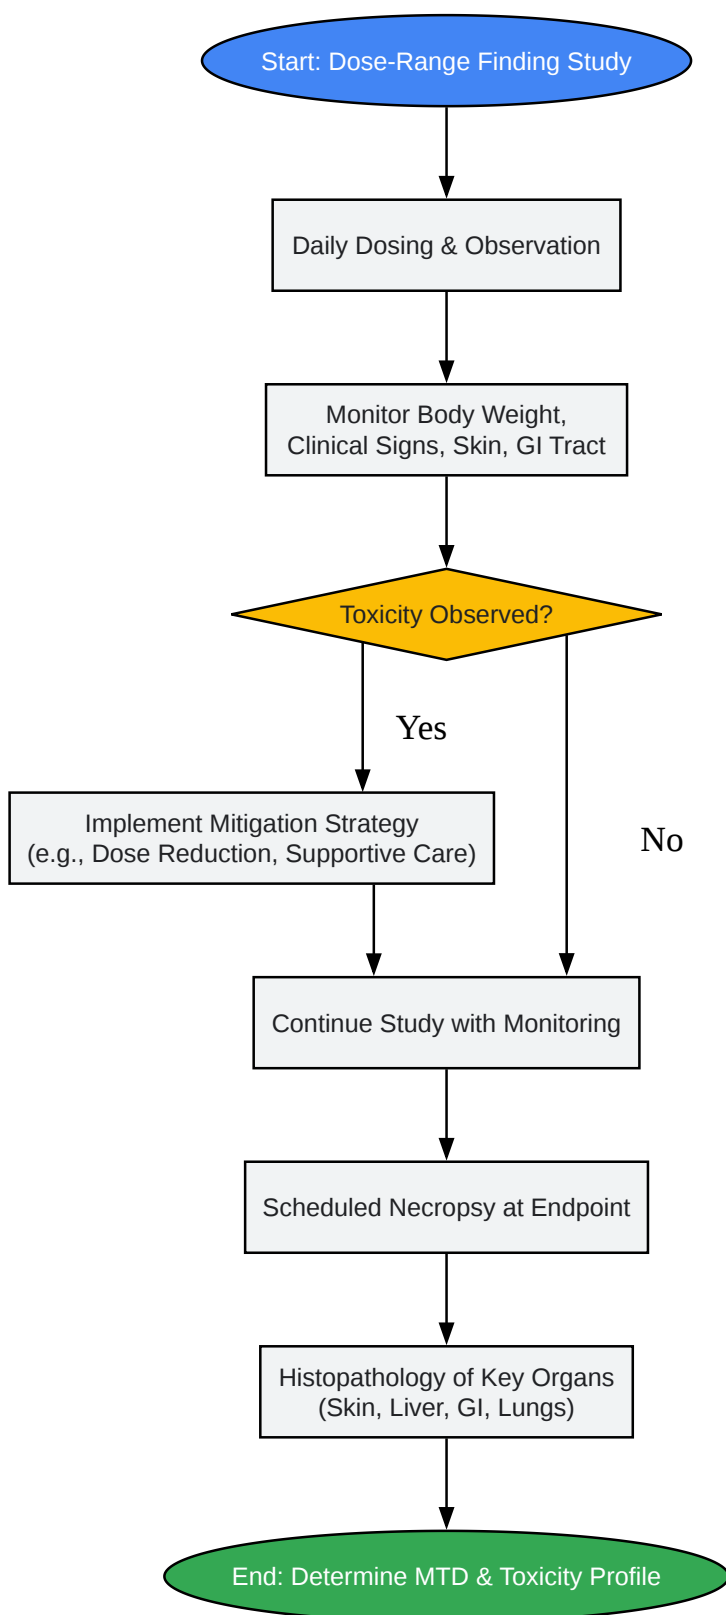 Start: Dose-Range Finding Study
Daily Dosing & Observation
Monitor Body Weight,
Clinical Signs, Skin, GI Tract
Toxicity Observed?
Yes
Implement Mitigation Strategy
(e.g., Dose Reduction, Supportive Care)
No
Continue Study with Monitoring
Scheduled Necropsy at Endpoint
Histopathology of Key Organs
(Skin, Liver, GI, Lungs)
End: Determine MTD & Toxicity Profile